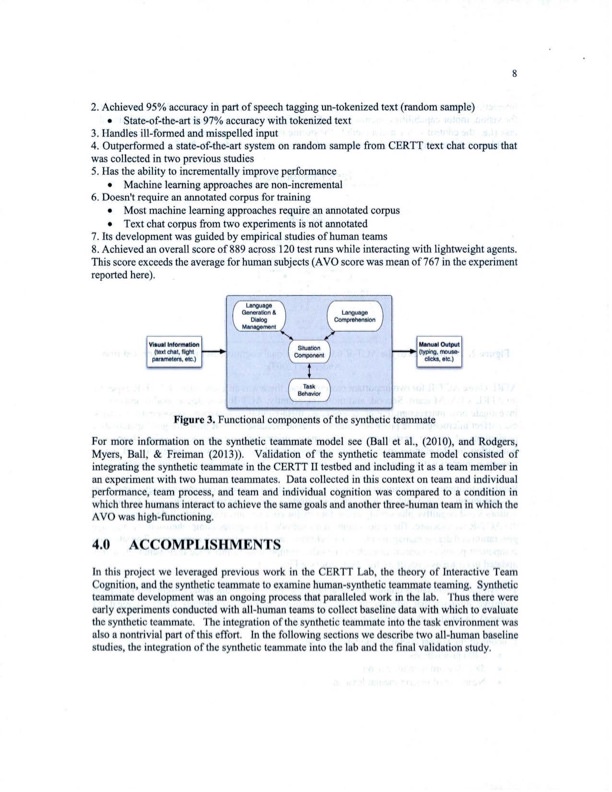 8
2. Achieved 95% accuracy in part of speech tagging un-tokenized text (random sample)
• State-of-the-art is 97% accuracy with tokenized text
3. Handles ill-formed and misspelled input
4. Outperformed a state-of-the-art system on random sample from CERTT text chat corpus that
was collected in two previous studies
5. Has the ability to incrementally improve performance
• Machine learning approaches are non-incremental
6. Doesn't require an annotated corpus for training
• Most machine learning approaches require an annotated corpus
• Text chat corpus from two experiments is not annotated
7. Its development was guided by empirical studies of human teams
8. Achieved an overall score of 889 across 120 test runs while interacting with lightweight agents.
This score exceeds the average for human subjects (AVO score was mean of 767 in the experiment
reported here).
Language
Generation &
Dialog
Management
Language
Comprehension
Visual Information
(text chat, flight
parameters, etc.)
Situation
Component
Manual Output
(typing, mouse-
clicks, etc.)
Task
Behavior
Figure 3. Functional components of the synthetic teammate
For more information on the synthetic teammate model see (Ball et al., (2010), and Rodgers,
Myers, Ball, & Freiman (2013)). Validation of the synthetic teammate model consisted of
integrating the synthetic teammate in the CERTT II testbed and including it as a team member in
an experiment with two human teammates. Data collected in this context on team and individual
performance, team process, and team and individual cognition was compared to a condition in
which three humans interact to achieve the same goals and another three-human team in which the
AVO was high-functioning.
4.0 ACCOMPLISHMENTS
In this project we leveraged previous work in the CERTT Lab, the theory of Interactive Team
Cognition, and the synthetic teammate to examine human-synthetic teammate teaming. Synthetic
teammate development was an ongoing process that paralleled work in the lab. Thus there were
early experiments conducted with all-human teams to collect baseline data with which to evaluate
the synthetic teammate. The integration of the synthetic teammate into the task environment was
also a nontrivial part of this effort. In the following sections we describe two all-human baseline
studies, the integration of the synthetic teammate into the lab and the final validation study.